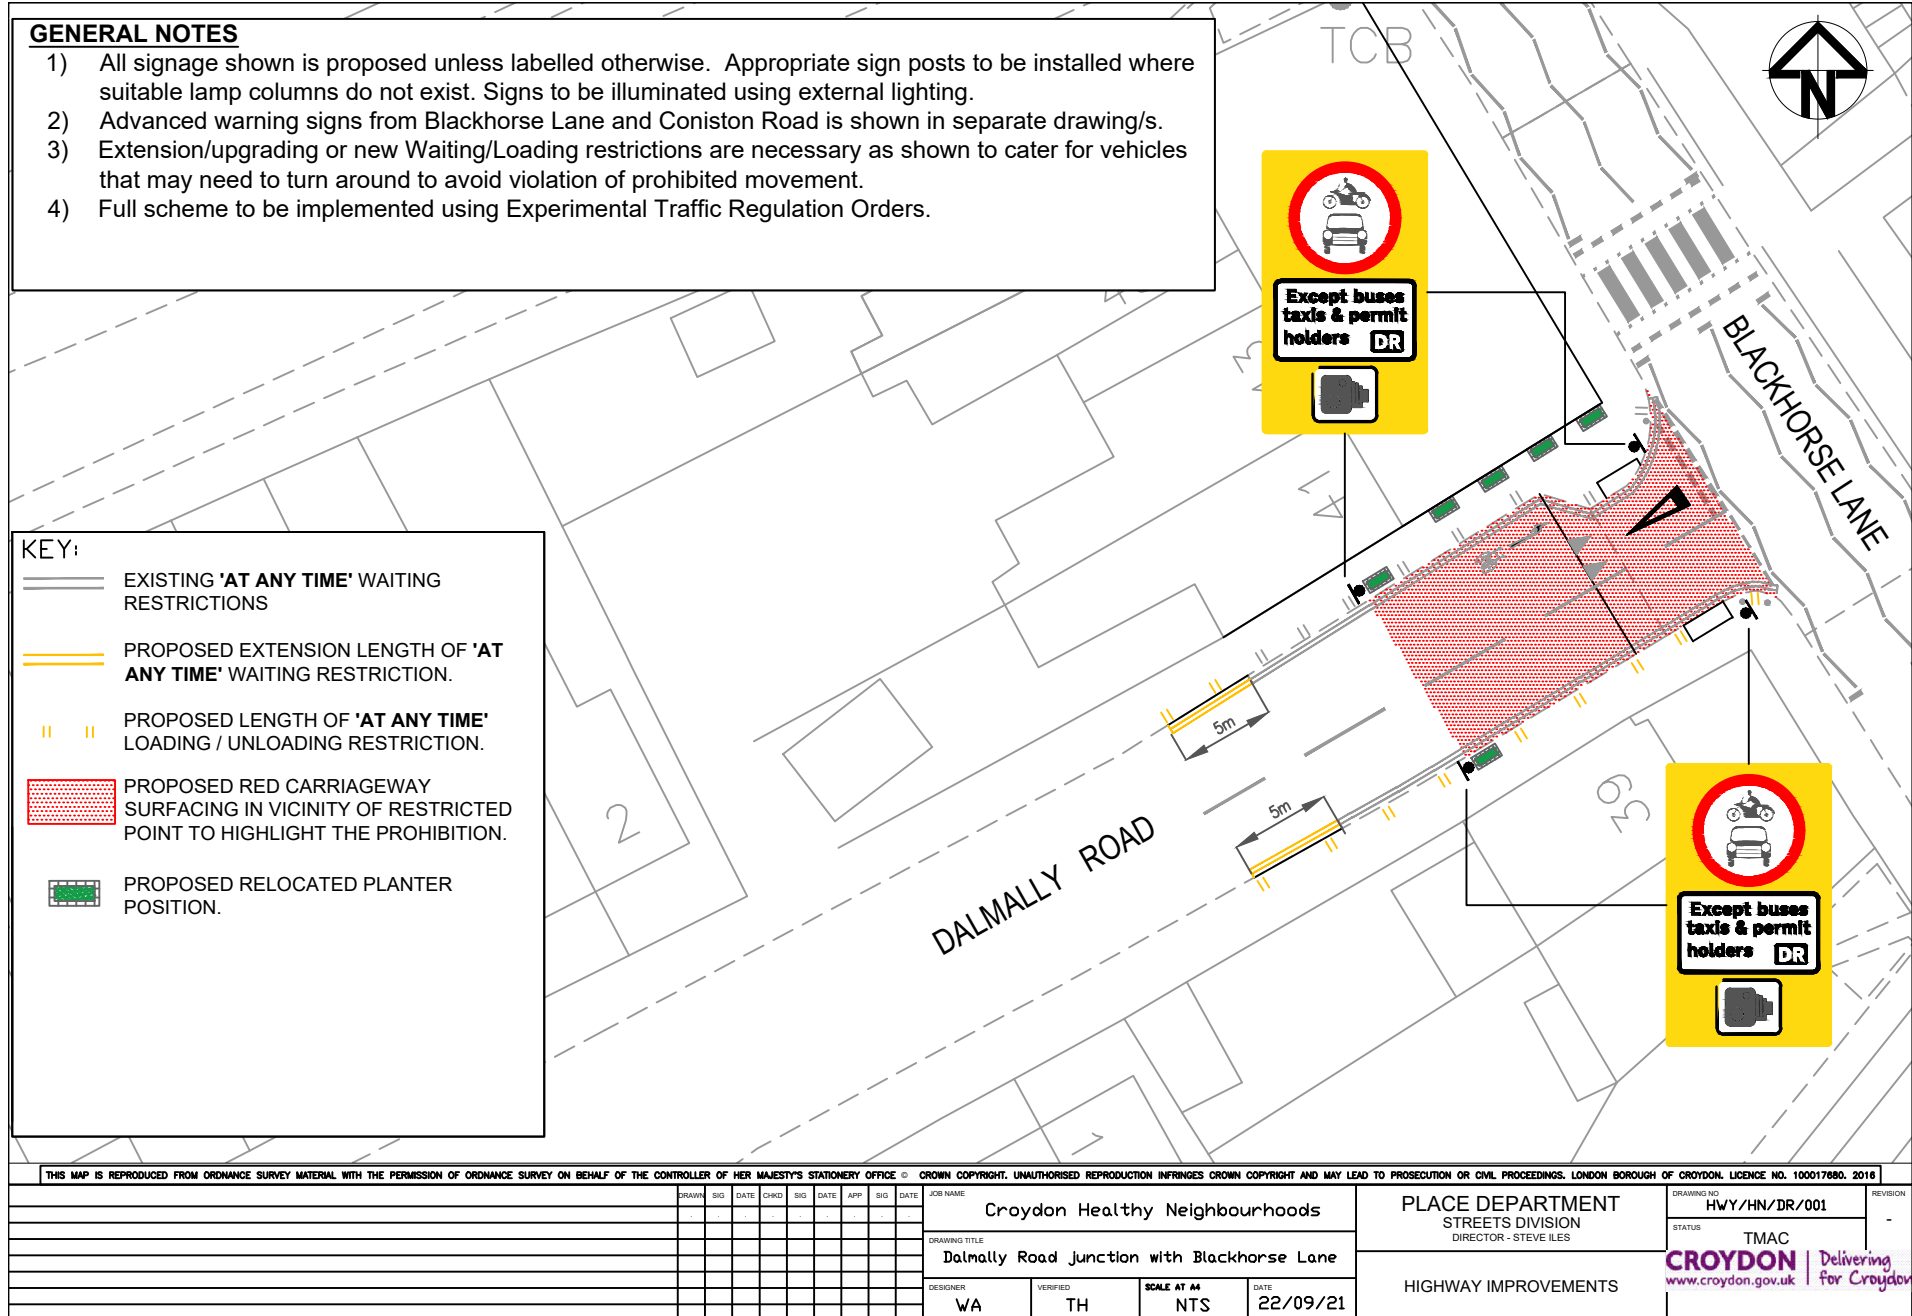 GENERAL NOTES
1) All signage shown is proposed unless labelled otherwise. Appropriate sign posts to be installed where
suitable lamp columns do not exist. Signs to be illuminated using external lighting.
2) Advanced warning signs from Blackhorse Lane and Coniston Road is shown in separate drawing/s.
3) Extension/upgrading or new Waiting/Loading restrictions are necessary as shown to cater for vehicles
that may need to turn around to avoid violation of prohibited movement.
4) Full scheme to be implemented using Experimental Traffic Regulation Orders.
TCB
N
Except buses
taxis & permit
holders DR
BLACKHORSE LANE
41
KEY:
EXISTING 'AT ANY TIME' WAITING
RESTRICTIONS
PROPOSED EXTENSION LENGTH OF 'AT
ANY TIME' WAITING RESTRICTION.
PROPOSED LENGTH OF 'AT ANY TIME'
LOADING / UNLOADING RESTRICTION.
PROPOSED RED CARRIAGEWAY
SURFACING IN VICINITY OF RESTRICTED
POINT TO HIGHLIGHT THE PROHIBITION.
PROPOSED RELOCATED PLANTER
POSITION.
5m
5m
2
39
1
DALMALLY ROAD
Except buses
taxis & permit
holders DR
THIS MAP IS REPRODUCED FROM ORDNANCE SURVEY MATERIAL WITH THE PERMISSION OF ORDNANCE SURVEY ON BEHALF OF THE CONTROLLER OF HER MAJESTY'S STATIONERY OFFICE © CROWN COPYRIGHT. UNAUTHORISED REPRODUCTION INFRINGES CROWN COPYRIGHT AND MAY LEAD TO PROSECUTION OR CIVIL PROCEEDINGS. LONDON BOROUGH OF CROYDON. LICENCE NO. 100017680. 2016
DRAWN SIG DATE CHKD SIG DATE APP SIG DATE
JOB NAME
Croydon Healthy Neighbourhoods
DRAWING TITLE
Dalmally Road junction with Blackhorse Lane
DESIGNER
WA
VERIFIED
TH
SCALE AT A4
NTS
DATE
22/09/21
PLACE DEPARTMENT
STREETS DIVISION
DIRECTOR - STEVE ILES
HIGHWAY IMPROVEMENTS
DRAWING NO
HWY/HN/DR/001
REVISION
-
STATUS
TMAC
CROYDON
www.croydon.gov.uk
Delivering
for Croydon